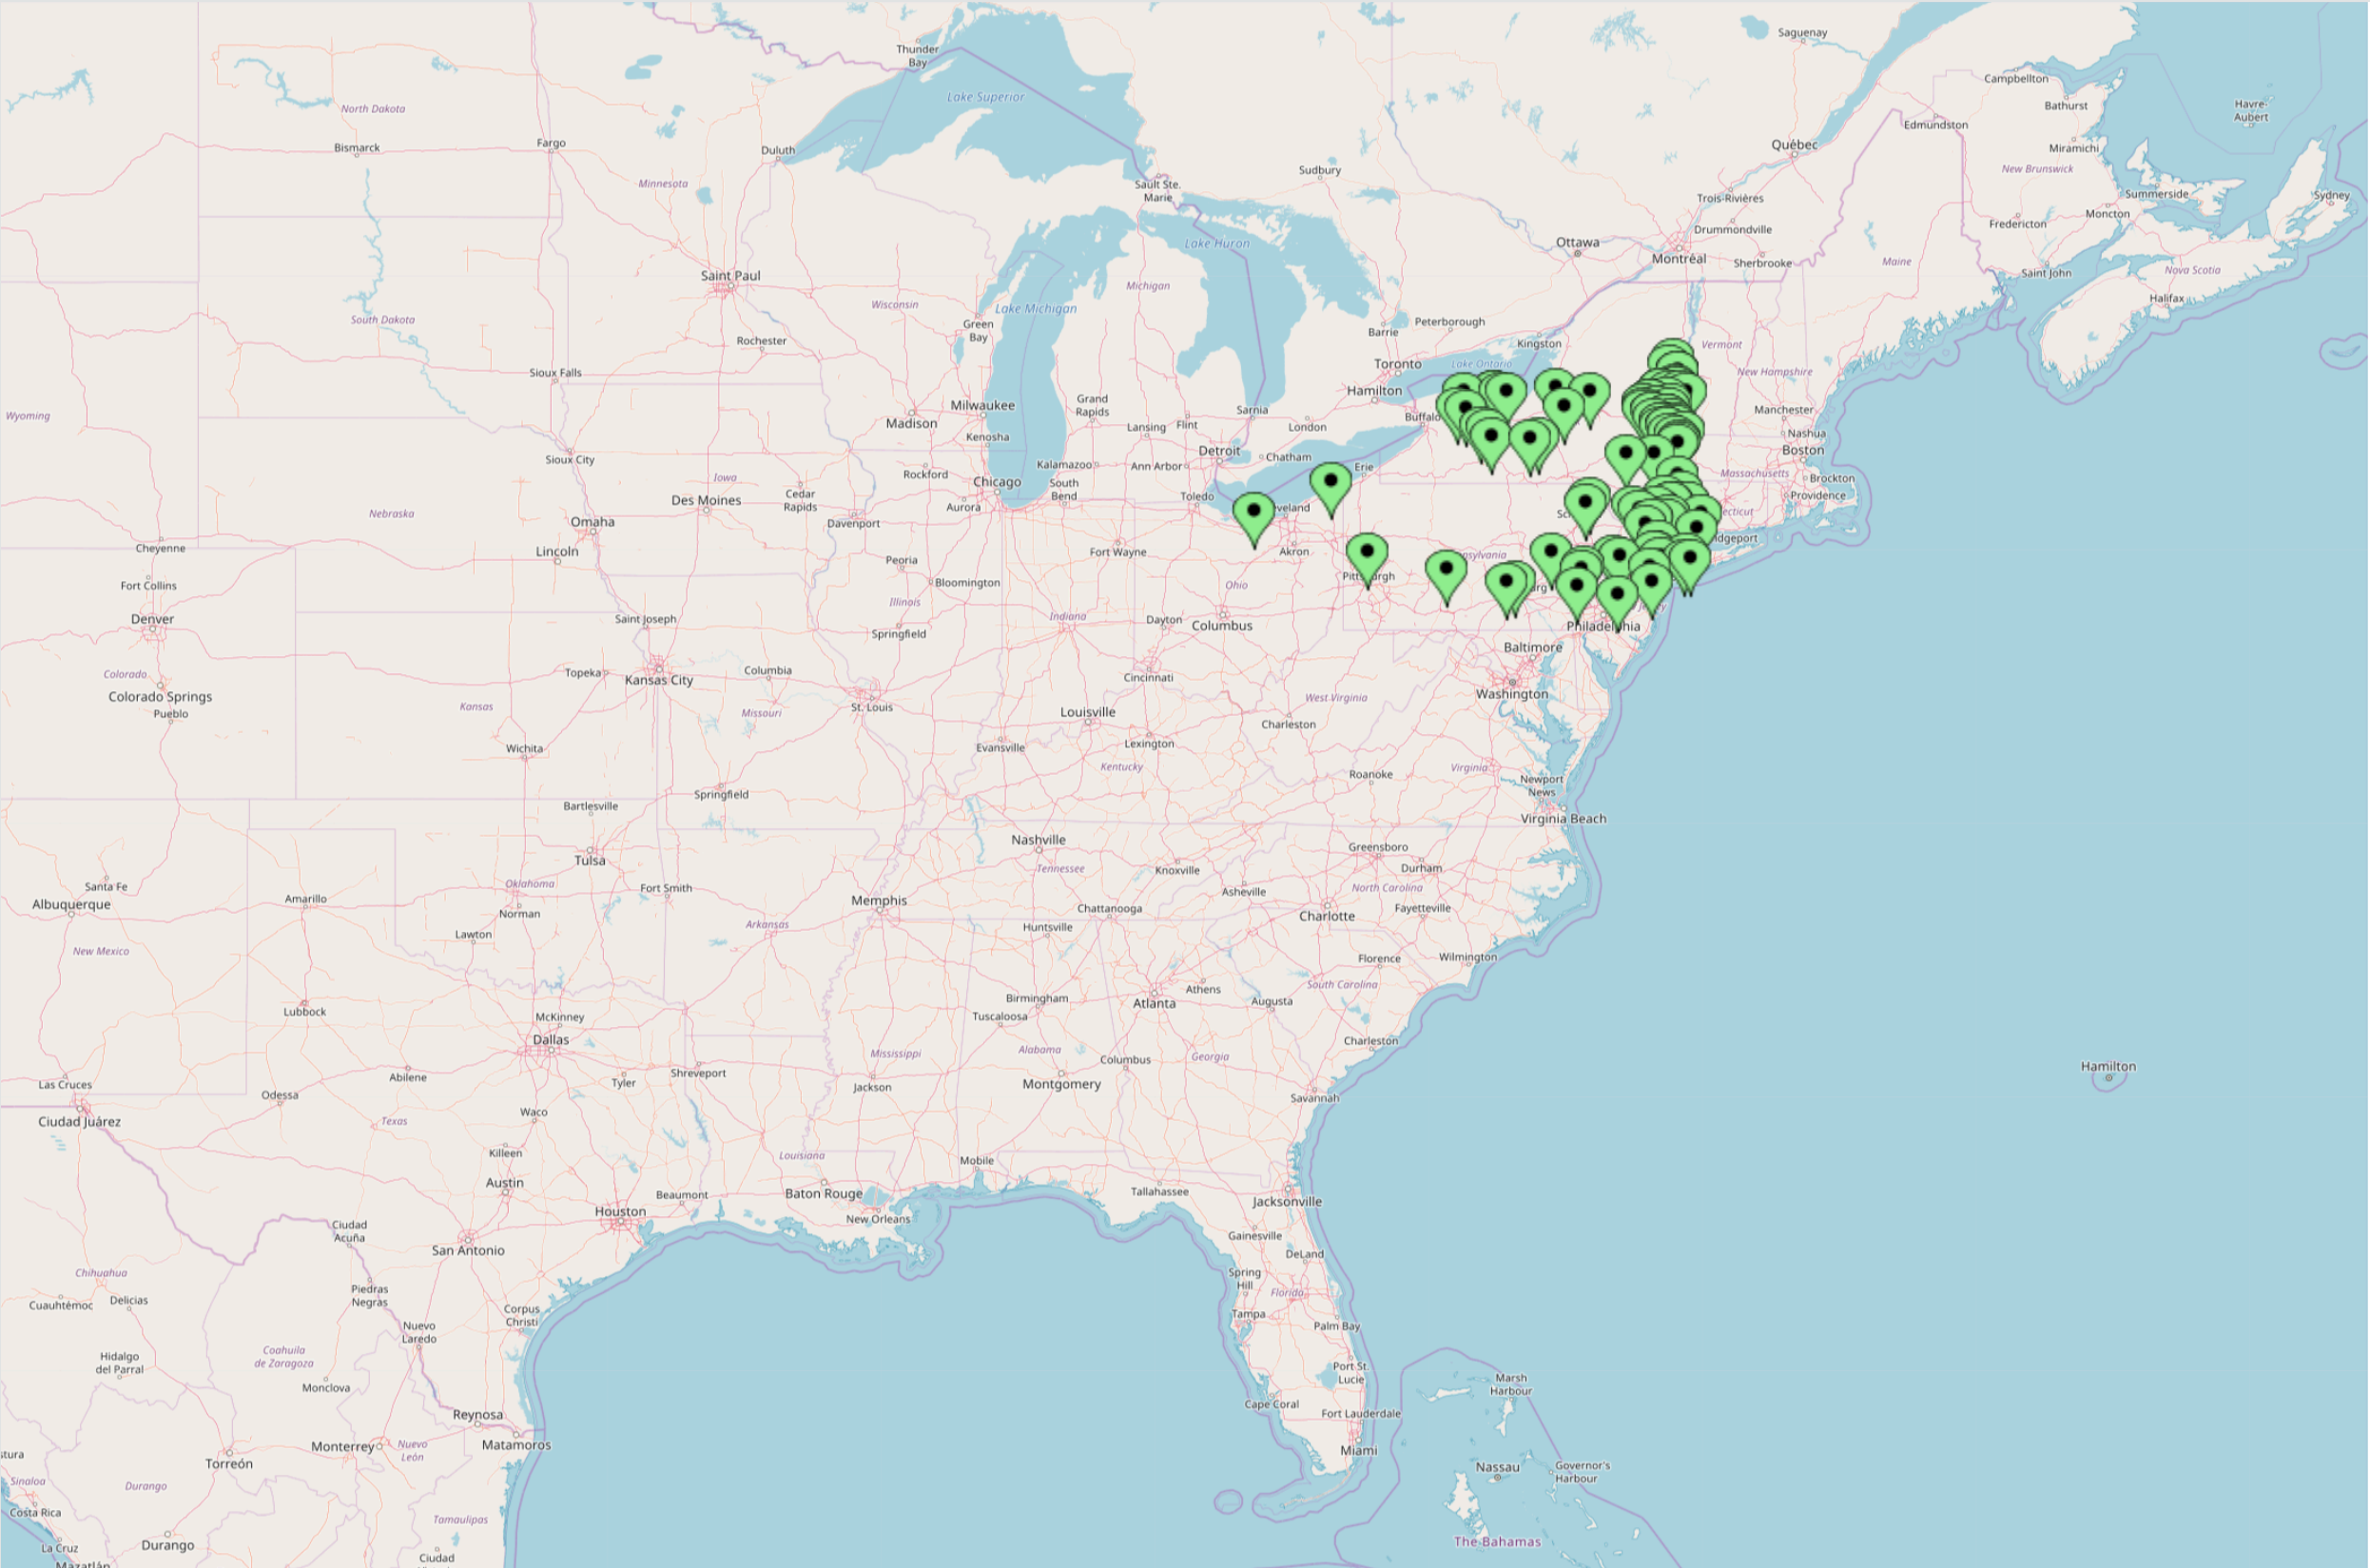 Saguenay
Thunder
Bay
Campbellton
Bathurst
Havre-
Aubert
Lake Superior
North Dakota
Edmundston
Bismarck
Fargo
Duluth
Québec
Miramichi
Sudbury
New Brunswick
Minnesota
Sault Ste.
Marie
Trois-Rivières
Summerside
Sydney
Moncton
Fredericton
Drummondville
Lake Huron
Ottawa
Montréal
Sherbrooke
Maine
Saint John
Nova Scotia
Saint Paul
Michigan
Halifax
Wisconsin
Lake Michigan
South Dakota
Green
Bay
Peterborough
Barrie
Rochester
Kingston
Vermont
Toronto
Lake Ontario
New Hampshire
Sioux Falls
Hamilton
Wyoming
Milwaukee
Grand
Rapids
Sarnia
Buffalo
Manchester
Madison
Lansing
Flint
London
Kenosha
Nashua
Boston
Sioux City
Detroit
Chatham
Kalamazoo
Ann Arbor
Erie
Rockford
Massachusetts
Iowa
Chicago
South
Bend
Brockton
Des Moines
Cedar
Rapids
Toledo
Providence
Aurora
veland
Nebraska
Sc
ecticut
Omaha
Davenport
Cheyenne
Lincoln
Fort Wayne
Akron
nsylvania
idgeport
Peoria
Pitt
rgh
Fort Collins
Bloomington
Ohio
urg
Illinois
Jersey
Denver
Saint Joseph
Indiana
Dayton
Columbus
Springfield
Philadelphia
Baltimore
Colorado
Topeka
Kansas City
Columbia
Cincinnati
Washington
Colorado Springs
Pueblo
Kansas
Missouri
St. Louis
Louisville
West Virginia
Charleston
Wichita
Evansville
Lexington
Kentucky
Virginia
Roanoke
Newport
News
Springfield
Bartlesville
Virginia Beach
Nashville
Greensboro
Tulsa
Tennessee
Knoxville
Durham
Santa Fe
Oklahoma
Fort Smith
Asheville
North Carolina
Albuquerque
Amarillo
Norman
Memphis
Chattanooga
Charlotte
Fayetteville
Lawton
Arkansas
Huntsville
New Mexico
Florence
Wilmington
Birmingham
Athens
South Carolina
Atlanta
Augusta
Lubbock
McKinney
Tuscaloosa
Dallas
Charleston
Mississippi
Alabama
Columbus
Georgia
Hamilton
Las Cruces
Abilene
Tyler
Shreveport
Jackson
Montgomery
Odessa
Savannah
Ciudad Juárez
Texas
Waco
Killeen
Louisiana
Mobile
Austin
Beaumont
Baton Rouge
Tallahassee
Jacksonville
Houston
New Orleans
Ciudad
Acuña
San Antonio
Gainesville
DeLand
Chihuahua
Spring
Hill
Cuauhtémoc
Delicias
Piedras
Negras
Florida
Corpus
Christi
Tampa
Nuevo
Laredo
Palm Bay
Coahuila
de Zaragoza
Hidalgo
del Parral
Port St.
Lucie
Monclova
Marsh
Harbour
Cape Coral
Fort Lauderdale
Reynosa
Monterrey
Nuevo
León
Matamoros
Miami
stura
Torreón
Nassau
Governor's
Harbour
Sinaloa
Durango
Costa Rica
Tamaulipas
La Cruz
Durango
The Bahamas
Ciudad
Mazatlán